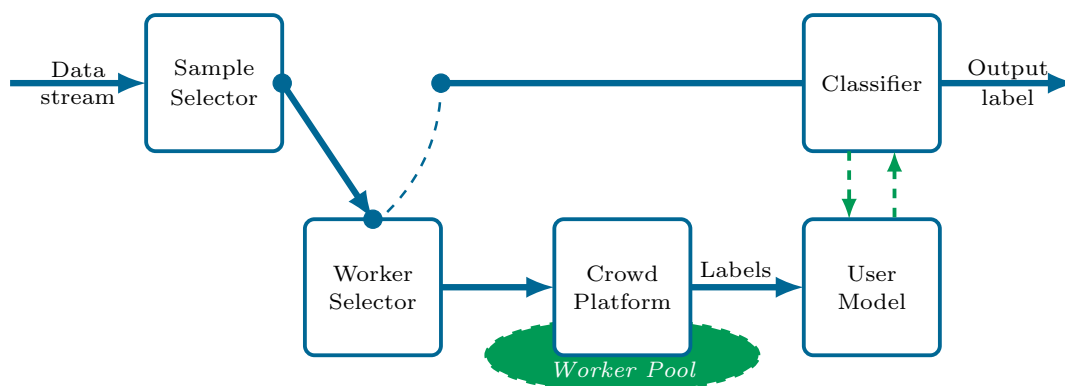 Data
stream
Sample
Selector
Classifier
Output
label
Worker
Selector
Crowd
Platform
Labels
User
Model
Worker Pool